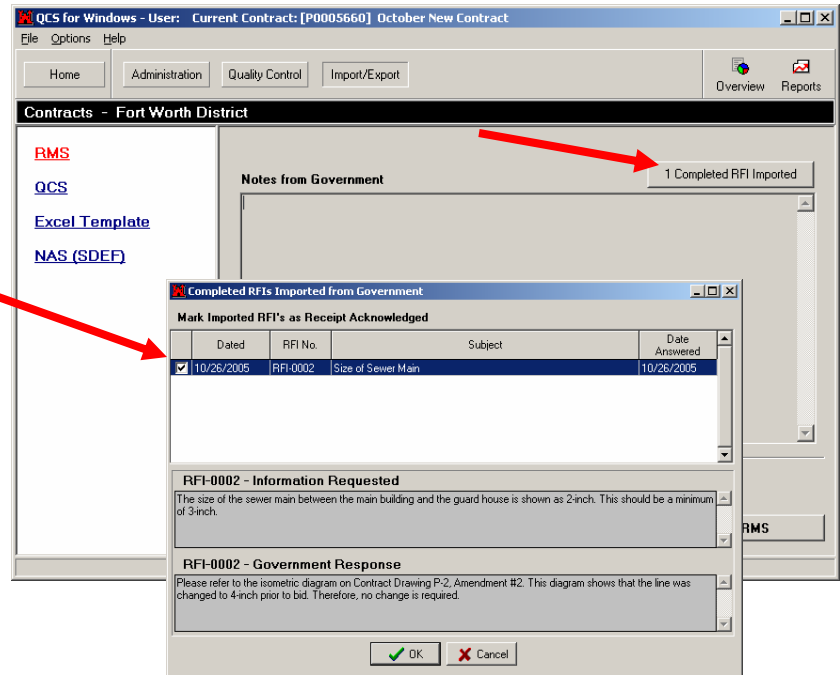 QCS for Windows - User:   Current Contract: [P0005660]  October New Contract
File  Options  Help
Home  Administration  Quality Control  Import/Export  Overview  Reports
Contracts  -  Fort Worth District
RMS
QCS
Excel Template
NAS (SDEF)
1 Completed RFI Imported
Notes from Government
Completed RFIs Imported from Government
Mark Imported RFI's as Receipt Acknowledged
Dated  RFI No.  Subject  Date Answered
10/26/2005  RFI-0002  Size of Sewer Main  10/26/2005
RFI-0002 - Information Requested
The size of the sewer main between the main building and the guard house is shown as 2-inch. This should be a minimum
of 3-inch.
RFI-0002 - Government Response
Please refer to the isometric diagram on Contract Drawing P-2, Amendment #2. This diagram shows that the line was
changed to 4-inch prior to bid. Therefore, no change is required.
OK  Cancel
RMS